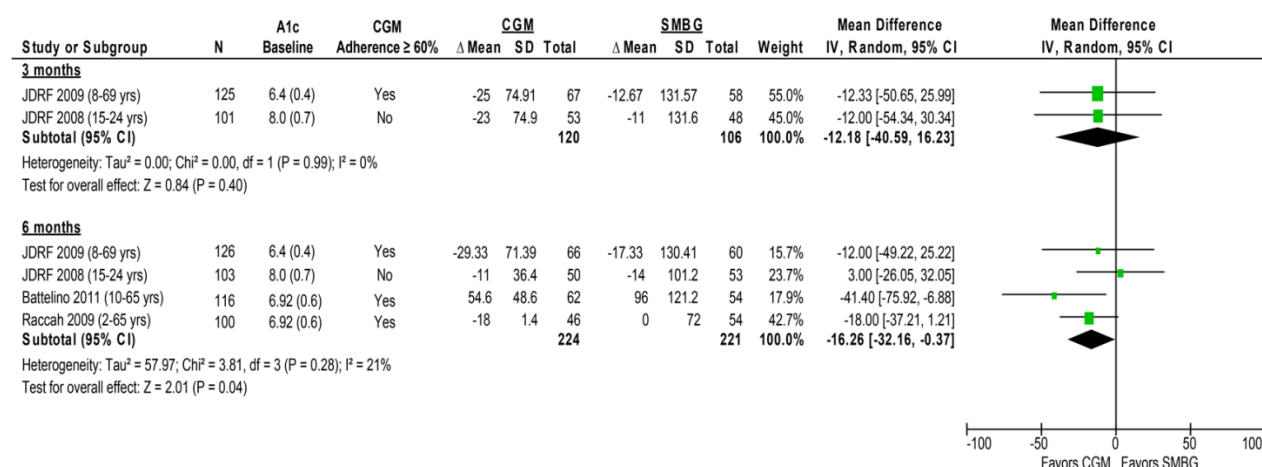 A1c CGM CGM SMBG Mean Difference Mean Difference
Study or Subgroup N Baseline Adherence ≥ 60% Δ Mean SD Total Δ Mean SD Total Weight IV, Random, 95% CI IV, Random, 95% CI
3 months
JDRF 2009 (8-69 yrs) 125 6.4 (0.4) Yes -25 74.91 67 -12.67 131.57 58 55.0% -12.33 [-50.65, 25.99]
JDRF 2008 (15-24 yrs) 101 8.0 (0.7) No -23 74.9 53 -11 131.6 48 45.0% -12.00 [-54.34, 30.34]
Subtotal (95% CI) 120 106 100.0% -12.18 [-40.59, 16.23]
Heterogeneity: Tau² = 0.00; Chi² = 0.00, df = 1 (P = 0.99); I² = 0%
Test for overall effect: Z = 0.84 (P = 0.40)
6 months
JDRF 2009 (8-69 yrs) 126 6.4 (0.4) Yes -29.33 71.39 66 -17.33 130.41 60 15.7% -12.00 [-49.22, 25.22]
JDRF 2008 (15-24 yrs) 103 8.0 (0.7) No -11 36.4 50 -14 101.2 53 23.7% 3.00 [-26.05, 32.05]
Battelino 2011 (10-65 yrs) 116 6.92 (0.6) Yes 54.6 48.6 62 96 121.2 54 17.9% -41.40 [-75.92, -6.88]
Raccah 2009 (2-65 yrs) 100 6.92 (0.6) Yes -18 1.4 46 0 72 54 42.7% -18.00 [-37.21, 1.21]
Subtotal (95% CI) 224 221 100.0% -16.26 [-32.16, -0.37]
Heterogeneity: Tau² = 57.97; Chi² = 3.81, df = 3 (P = 0.28); I² = 21%
Test for overall effect: Z = 2.01 (P = 0.04)
-100 -50 0 50 100
Favors CGM Favors SMBG